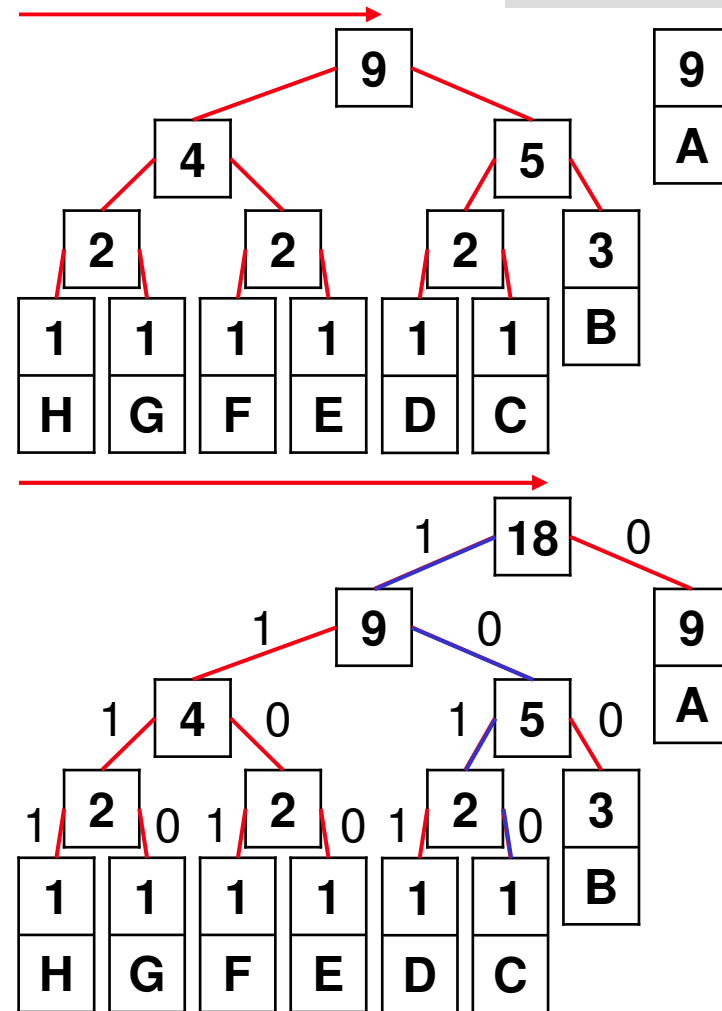 9 9
4 5 A
2 2 2 3
1 1 1 1 1 1 B
H G F E D C
1 18 0
1 9 0 9
1 4 0 1 5 0 A
1 2 0 1 2 0 1 2 0 3
1 1 1 1 1 1 B
H G F E D C